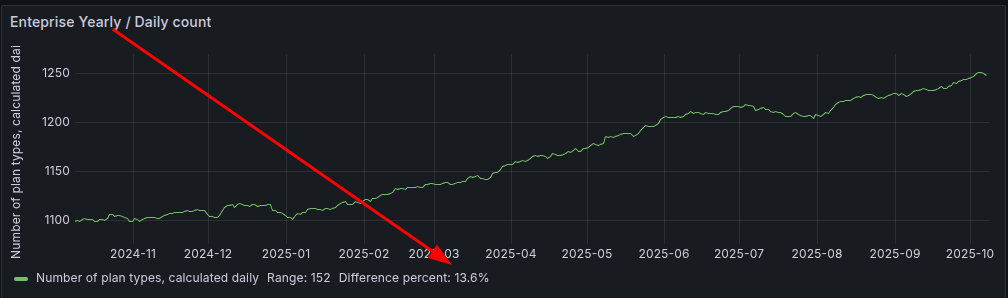 Enteprise Yearly / Daily count
Number of plan types, calculated dai
1250
1200
1150
1100
2024-11 2024-12 2025-01 2025-02 2025-03 2025-04 2025-05 2025-06 2025-07 2025-08 2025-09 2025-10
Number of plan types, calculated daily Range: 152 Difference percent: 13.6%